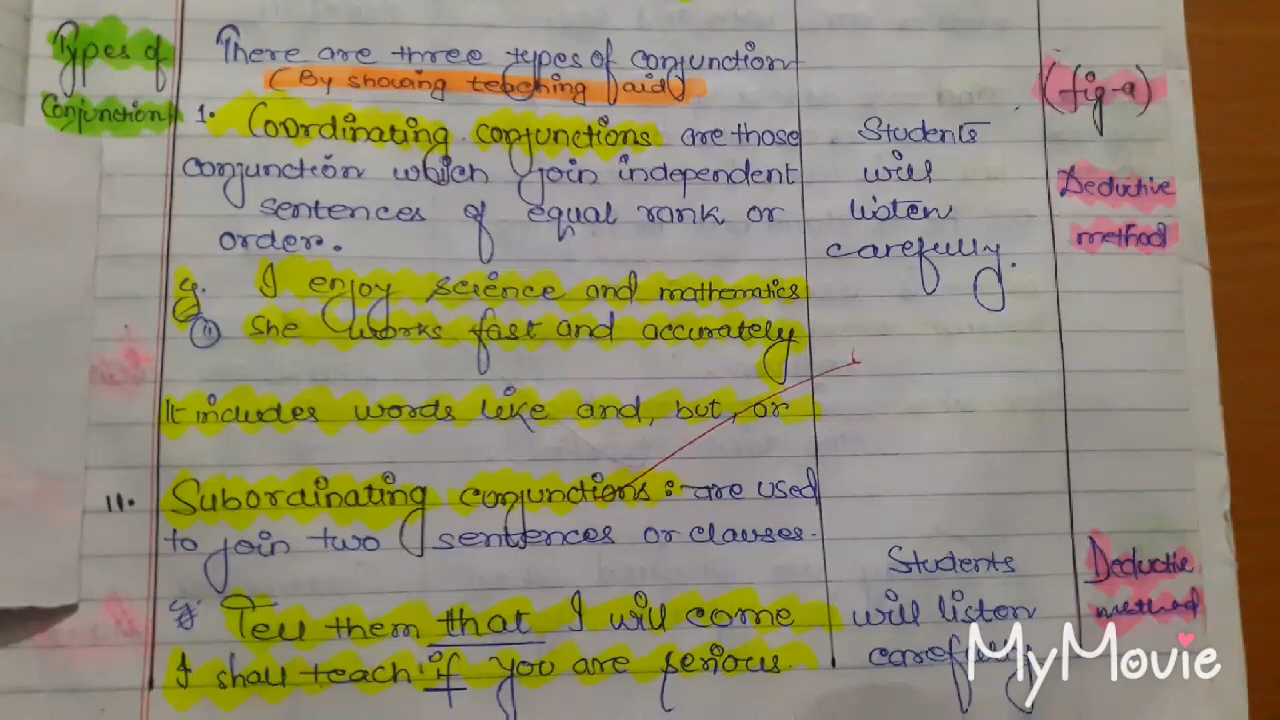 Types of
Conjunction
There are three types of conjunction
(By showing teaching aid)
1. Coordinating conjunctions are those
conjunction which join independent
sentences of equal rank or
order.
eg. I enjoy science and mathematics
(ii) She works fast and accurately
It includes words like and, but, or
11. Subordinating conjunctions :- are used
to join two sentences or clauses.
eg. Tell them that I will come
I shall teach if you are serious.
Students
will
listen
carefully.
Students
will listen
carefully.
(fig-a)
Deductive
method
Deductive
method
MyMovie